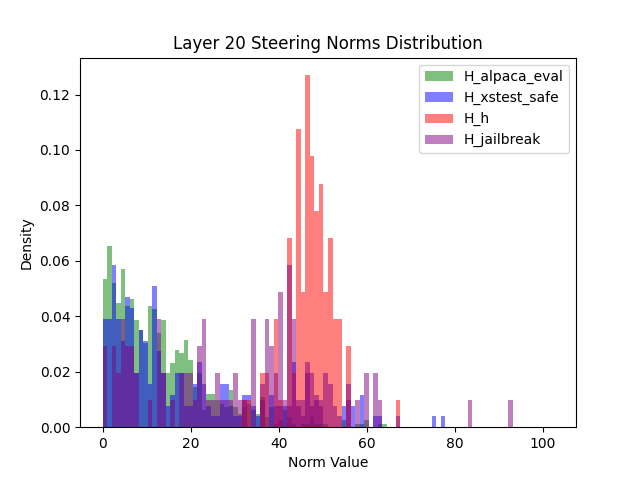 Layer 20 Steering Norms Distribution
H_alpaca_eval
H_xstest_safe
H_h
H_jailbreak
Density
0.12
0.10
0.08
0.06
0.04
0.02
0.00
0 20 40 60 80 100
Norm Value